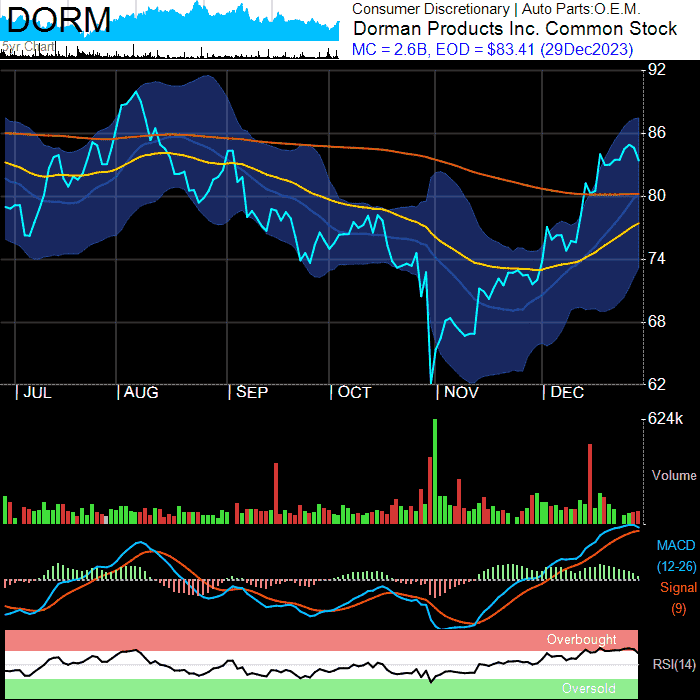 DORM
5yr Chart
Consumer Discretionary | Auto Parts:O.E.M.
Dorman Products Inc. Common Stock
MC = 2.6B, EOD = $83.41 (29Dec2023)
92
86
80
74
68
62
JUL AUG SEP OCT NOV DEC
624k
Volume
MACD
(12-26)
Signal
(9)
Overbought
RSI(14)
Oversold